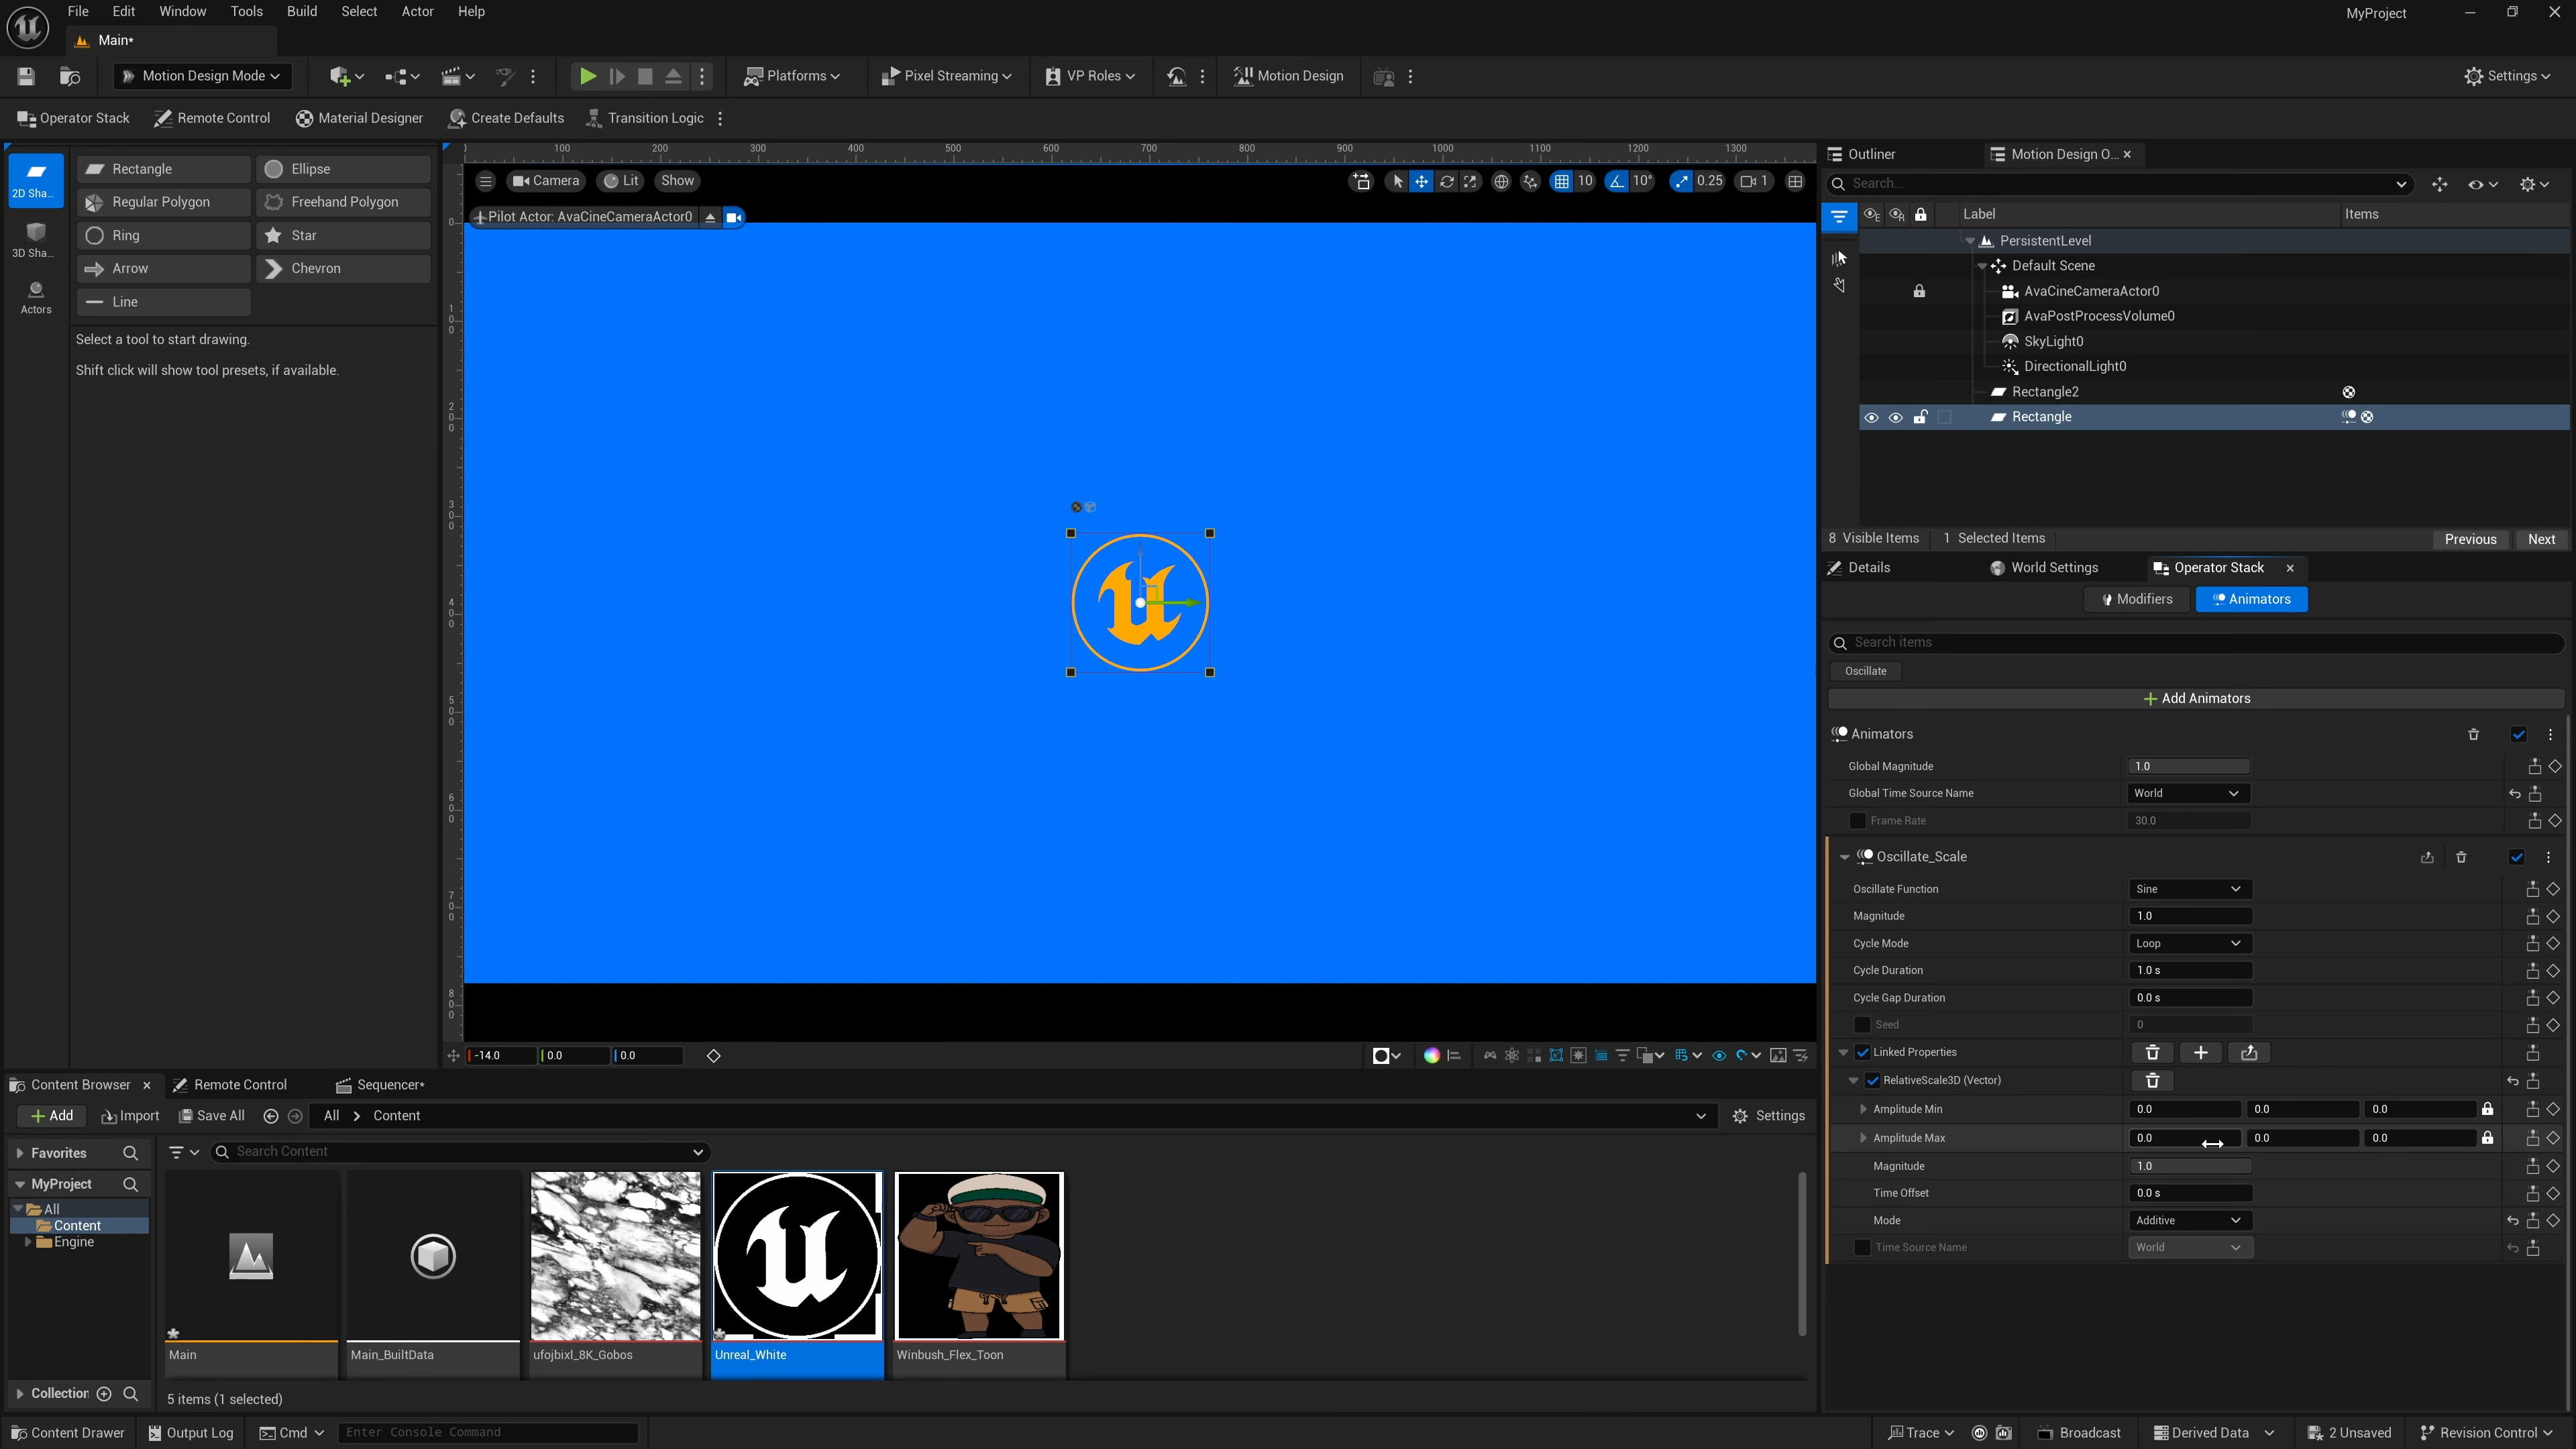 File Edit Window Tools Build Select Actor Help
MyProject
Main*
Motion Design Mode
Platforms
Pixel Streaming
VP Roles
Motion Design
Settings
Operator Stack
Remote Control
Material Designer
Create Defaults
Transition Logic
2D Sha...
3D Sha...
Actors
Rectangle
Ellipse
Regular Polygon
Freehand Polygon
Ring
Star
Arrow
Chevron
Line
Select a tool to start drawing.
Shift click will show tool presets, if available.
100 200 300 400 500 600 700 800 900 1000 1100 1200 1300
Camera
Lit
Show
10
10°
0.25
1
Pilot Actor: AvaCineCameraActor0
0
100
200
300
400
500
600
700
800
-14.0
0.0
0.0
Outliner
Motion Design O...
Search...
Label
Items
PersistentLevel
Default Scene
AvaCineCameraActor0
AvaPostProcessVolume0
SkyLight0
DirectionalLight0
Rectangle2
Rectangle
8 Visible Items
1 Selected Items
Previous
Next
Details
World Settings
Operator Stack
Modifiers
Animators
Search items
Oscillate
Add Animators
Animators
Global Magnitude 1.0
Global Time Source Name World
Frame Rate 30.0
Oscillate_Scale
Oscillate Function Sine
Magnitude 1.0
Cycle Mode Loop
Cycle Duration 1.0 s
Cycle Gap Duration 0.0 s
Seed 0
Linked Properties
RelativeScale3D (Vector)
Amplitude Min 0.0 0.0 0.0
Amplitude Max 0.0 0.0 0.0
Magnitude 1.0
Time Offset 0.0 s
Mode Additive
Time Source Name World
Content Browser
Remote Control
Sequencer*
Add
Import
Save All
All
Content
Settings
Favorites
Search Content
MyProject
All
Content
Engine
Collection
Main
Main_BuiltData
ufojbixl_8K_Gobos
Unreal_White
Winbush_Flex_Toon
5 items (1 selected)
Content Drawer
Output Log
Cmd
Enter Console Command
Trace
Broadcast
Derived Data
2 Unsaved
Revision Control